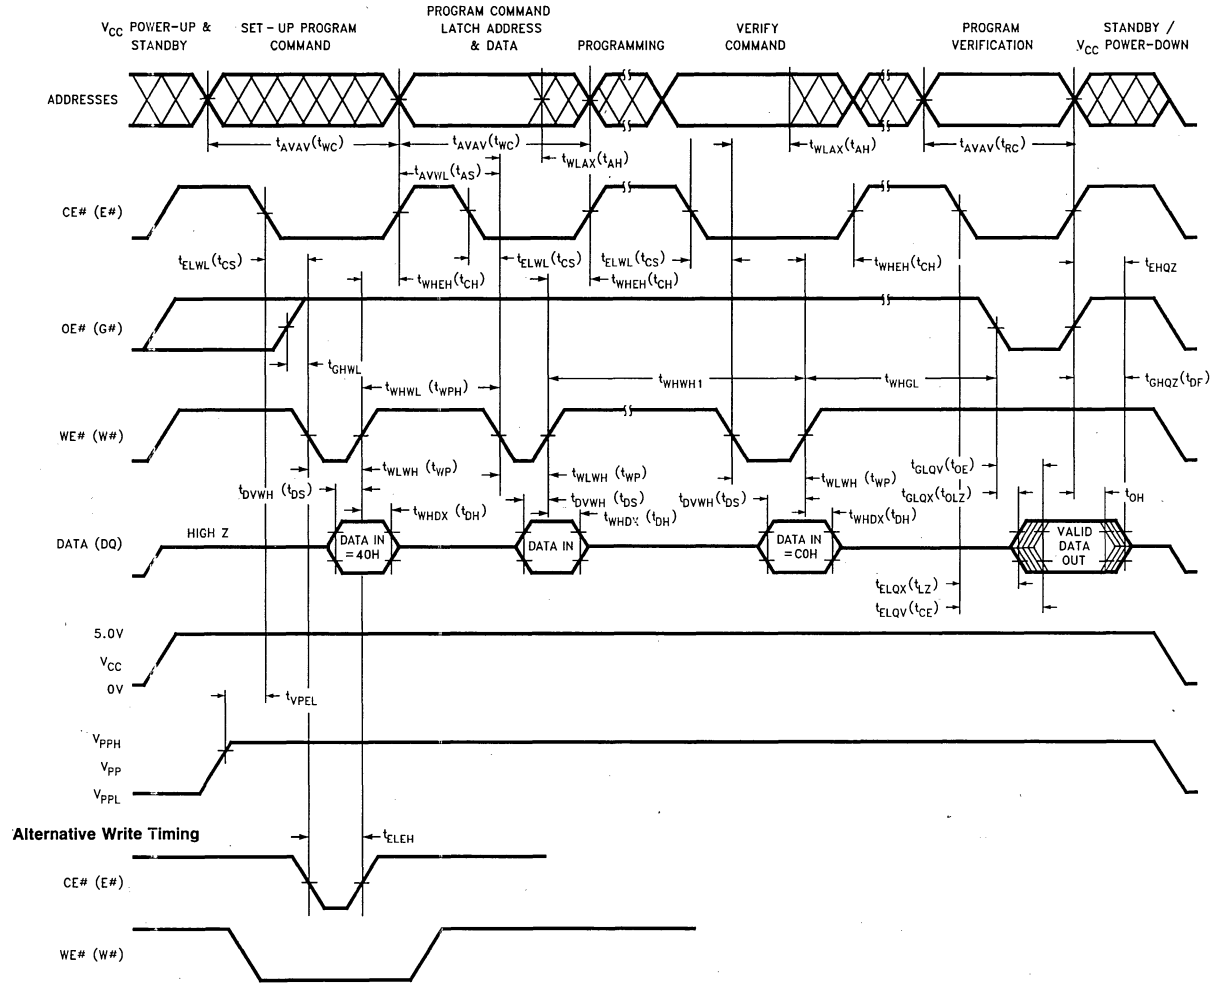 V_CC POWER-UP & STANDBY
SET-UP PROGRAM COMMAND
PROGRAM COMMAND LATCH ADDRESS & DATA
PROGRAMMING
VERIFY COMMAND
PROGRAM VERIFICATION
STANDBY / V_CC POWER-DOWN
ADDRESSES
t_AVAV(t_WC)
t_AVAV(t_WC)
t_WLAX(t_AH)
t_WLAX(t_AH)
t_AVAV(t_RC)
t_AVWL(t_AS)
CE# (E#)
t_ELWL(t_CS)
t_ELWL(t_CS)
t_ELWL(t_CS)
t_WHEH(t_CH)
t_EHQZ
t_WHEH(t_CH)
t_WHEH(t_CH)
OE# (G#)
t_GHWL
t_WHWL (t_WPH)
t_WHWH1
t_WHGL
t_GHQZ(t_DF)
WE# (W#)
t_WLWH (t_WP)
t_WLWH (t_WP)
t_WLWH (t_WP)
t_GLQV(t_OE)
t_DVWH (t_DS)
t_DVWH (t_DS)
t_DVWH(t_DS)
t_GLQX(t_OLZ)
t_OH
t_WHDX (t_DH)
t_WHDX (t_DH)
t_WHDX(t_DH)
DATA (DQ)
HIGH Z
DATA IN =40H
DATA IN
DATA IN =C0H
VALID DATA OUT
t_ELQX(t_LZ)
t_ELQV(t_CE)
5.0V
V_CC
0V
t_VPEL
V_PPH
V_PP
V_PPL
Alternative Write Timing
t_ELEH
CE# (E#)
WE# (W#)